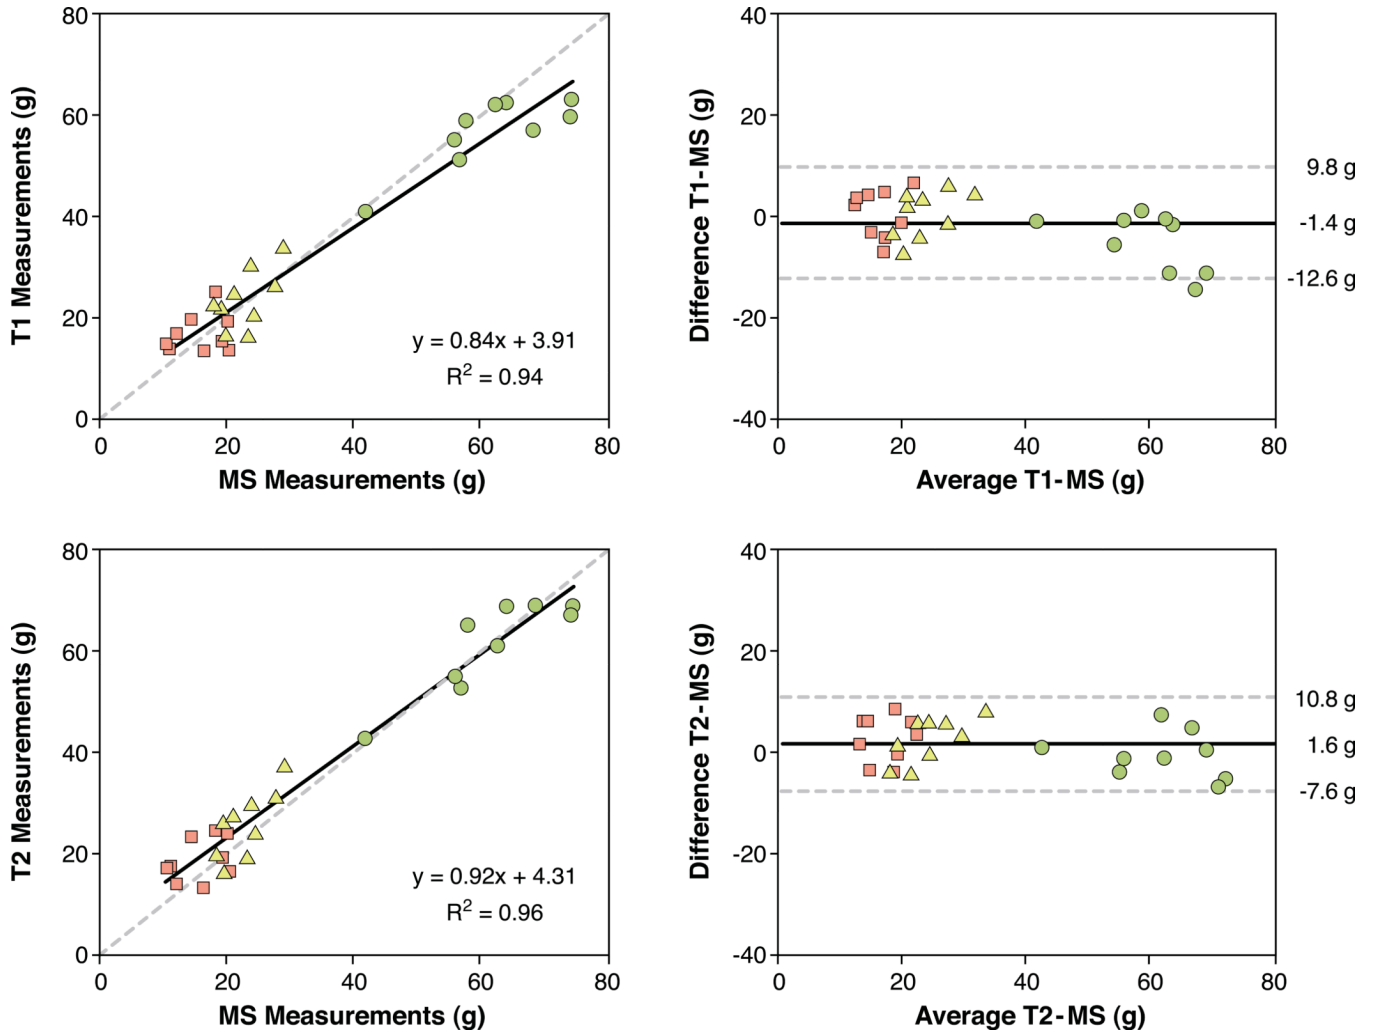 80
60
40
20
0
T1 Measurements (g)
y = 0.84x + 3.91
R² = 0.94
0 20 40 60 80
MS Measurements (g)
40
20
0
-20
-40
Difference T1-MS (g)
9.8 g
-1.4 g
-12.6 g
0 20 40 60 80
Average T1-MS (g)
80
60
40
20
0
T2 Measurements (g)
y = 0.92x + 4.31
R² = 0.96
0 20 40 60 80
MS Measurements (g)
40
20
0
-20
-40
Difference T2-MS (g)
10.8 g
1.6 g
-7.6 g
0 20 40 60 80
Average T2-MS (g)